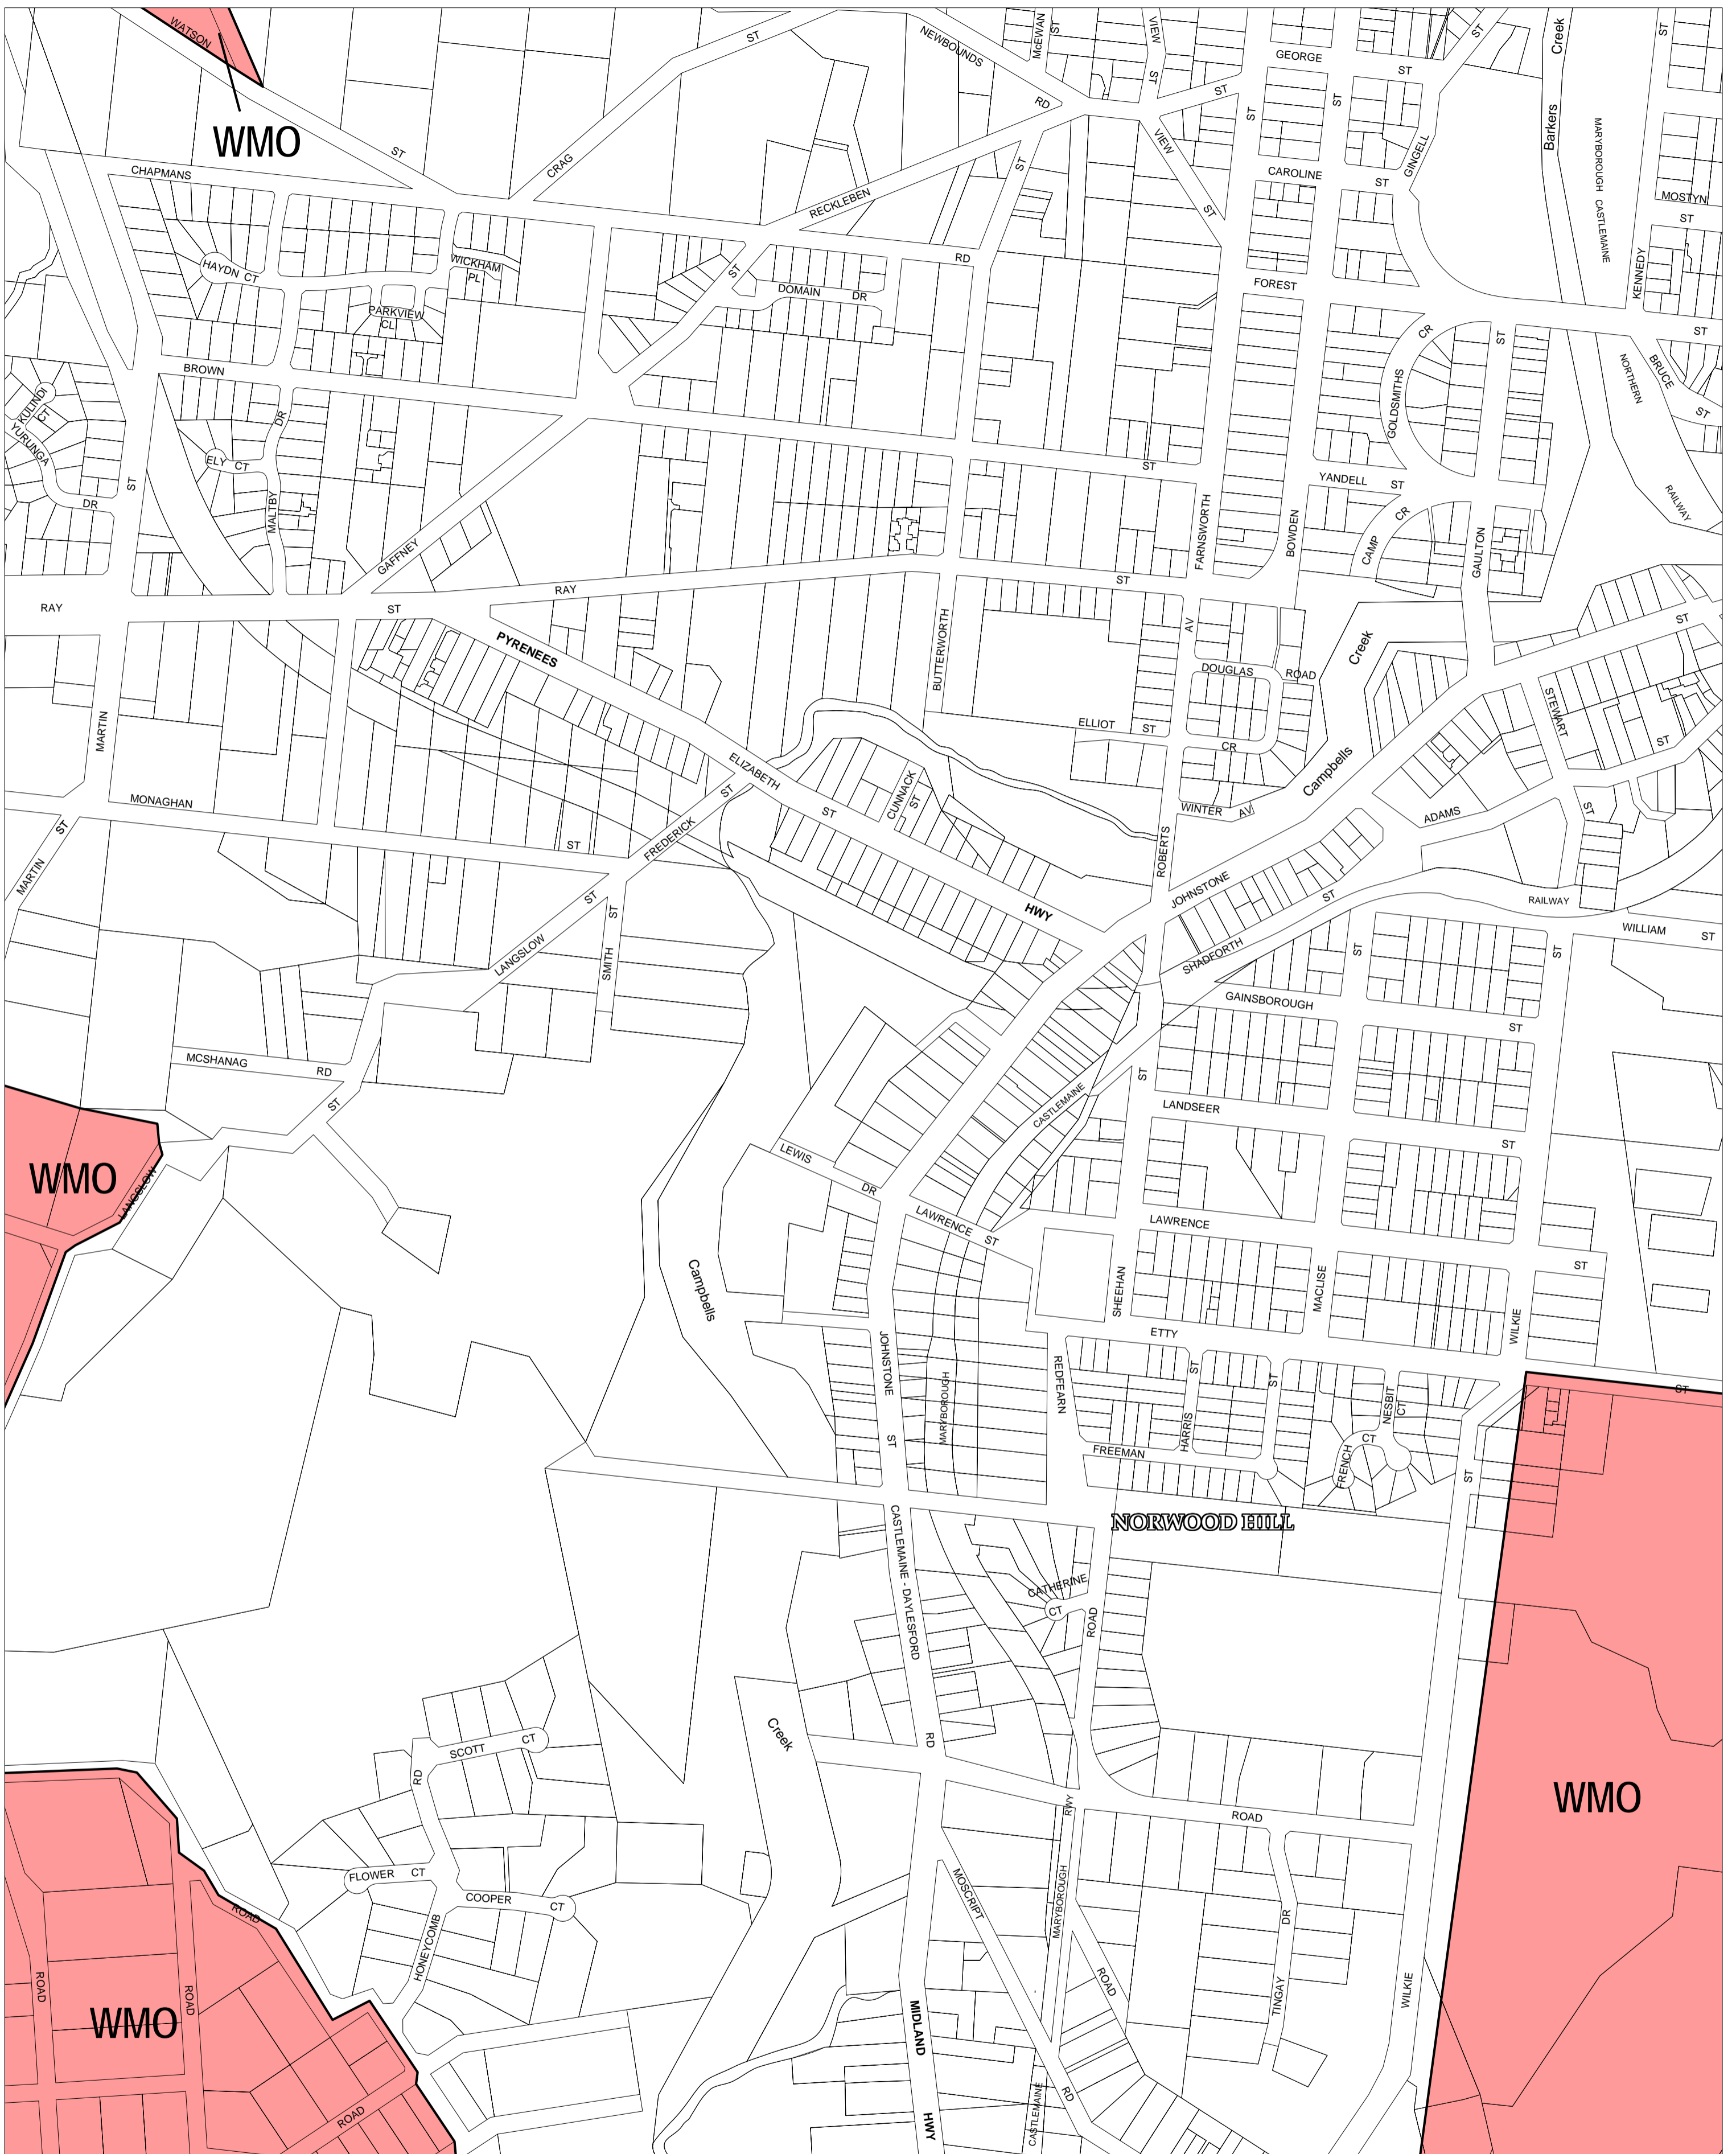 WATSON
WMO
ST
CHAPMANS
CRAG
ST
NEWBOUNDS
RD
McEWAN
ST
VIEW
ST
ST
GEORGE
ST
ST
ST
ST
GINGELL
Creek
Barkers
MARYBOROUGH CASTLEMAINE
ST
MOSTYN
ST
KENNEDY
RECKLEBEN
ST
VIEW
ST
CAROLINE
ST
HAYDN CT
WICKHAM
PL
PARKVIEW
CL
ST
DOMAIN DR
RD
FOREST
ST
CR
GOLDSMITHS
ST
NORTHERN
BRUCE
ST
RAILWAY
BROWN
KULINDI
CT
YURUNGA
DR
ST
DR
ELY CT
MALTBY
GAFFNEY
ST
FARNSWORTH
BOWDEN
YANDELL ST
CR
CAMP
GAULTON
RAY
ST
RAY
ST
PYRENEES
BUTTERWORTH
AV
DOUGLAS
ROAD
Creek
ST
STEWART
ST
ST
MARTIN
ELLIOT
ST
CR
Campbells
WINTER AV
ADAMS
MONAGHAN
ST
MARTIN
ST
ELIZABETH
ST
ST
FREDERICK
CUNNACK
ST
ROBERTS
HWY
JOHNSTONE
ST
SHADFORTH
RAILWAY
WILLIAM ST
ST
LANGSLOW
ST
SMITH
ST
ST
GAINSBOROUGH
ST
MCSHANAG
RD
ST
CASTLEMAINE
ST
LANDSEER
ST
WMO
LANGSLOW
LEWIS
DR
LAWRENCE ST
LAWRENCE
ST
Campbells
SHEEHAN
MACLISE
WILKIE
JOHNSTONE
ST
MARYBOROUGH
REDFEARN
ETTY
ST
HARRIS
ST
ST
NESBIT
CT
FRENCH
CT
FREEMAN
ST
NORWOOD HILL
CASTLEMAINE - DAYLESFORD
RD
CATHERINE
CT
ROAD
Creek
SCOTT CT
RD
WMO
RWY
ROAD
FLOWER CT
COOPER
CT
HONEYCOMB
ROAD
ROAD
ROAD
WMO
ROAD
MOSCRIPT
MARYBOROUGH
ROAD
RD
MIDLAND
HWY
CASTLEMAINE
DR
TINGAY
WILKIE